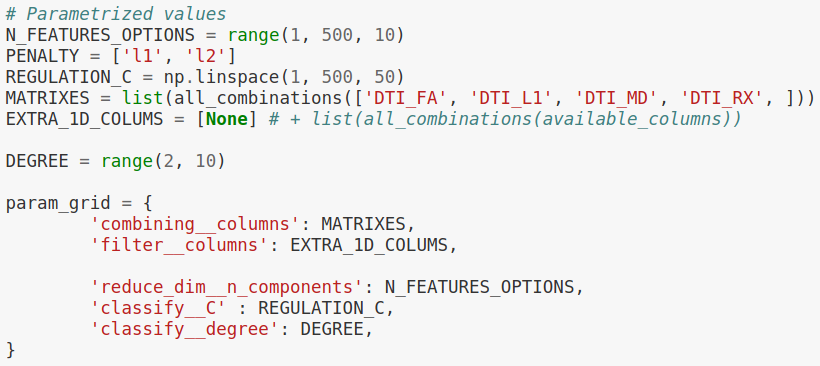 # Parametrized values
N_FEATURES_OPTIONS = range(1, 500, 10)
PENALTY = ['l1', 'l2']
REGULATION_C = np.linspace(1, 500, 50)
MATRIXES = list(all_combinations(['DTI_FA', 'DTI_L1', 'DTI_MD', 'DTI_RX', ]))
EXTRA_1D_COLUMS = [None] # + list(all_combinations(available_columns))

DEGREE = range(2, 10)

param_grid = {
        'combining__columns': MATRIXES,
        'filter__columns': EXTRA_1D_COLUMS,

        'reduce_dim__n_components': N_FEATURES_OPTIONS,
        'classify__C' : REGULATION_C,
        'classify__degree': DEGREE,
}